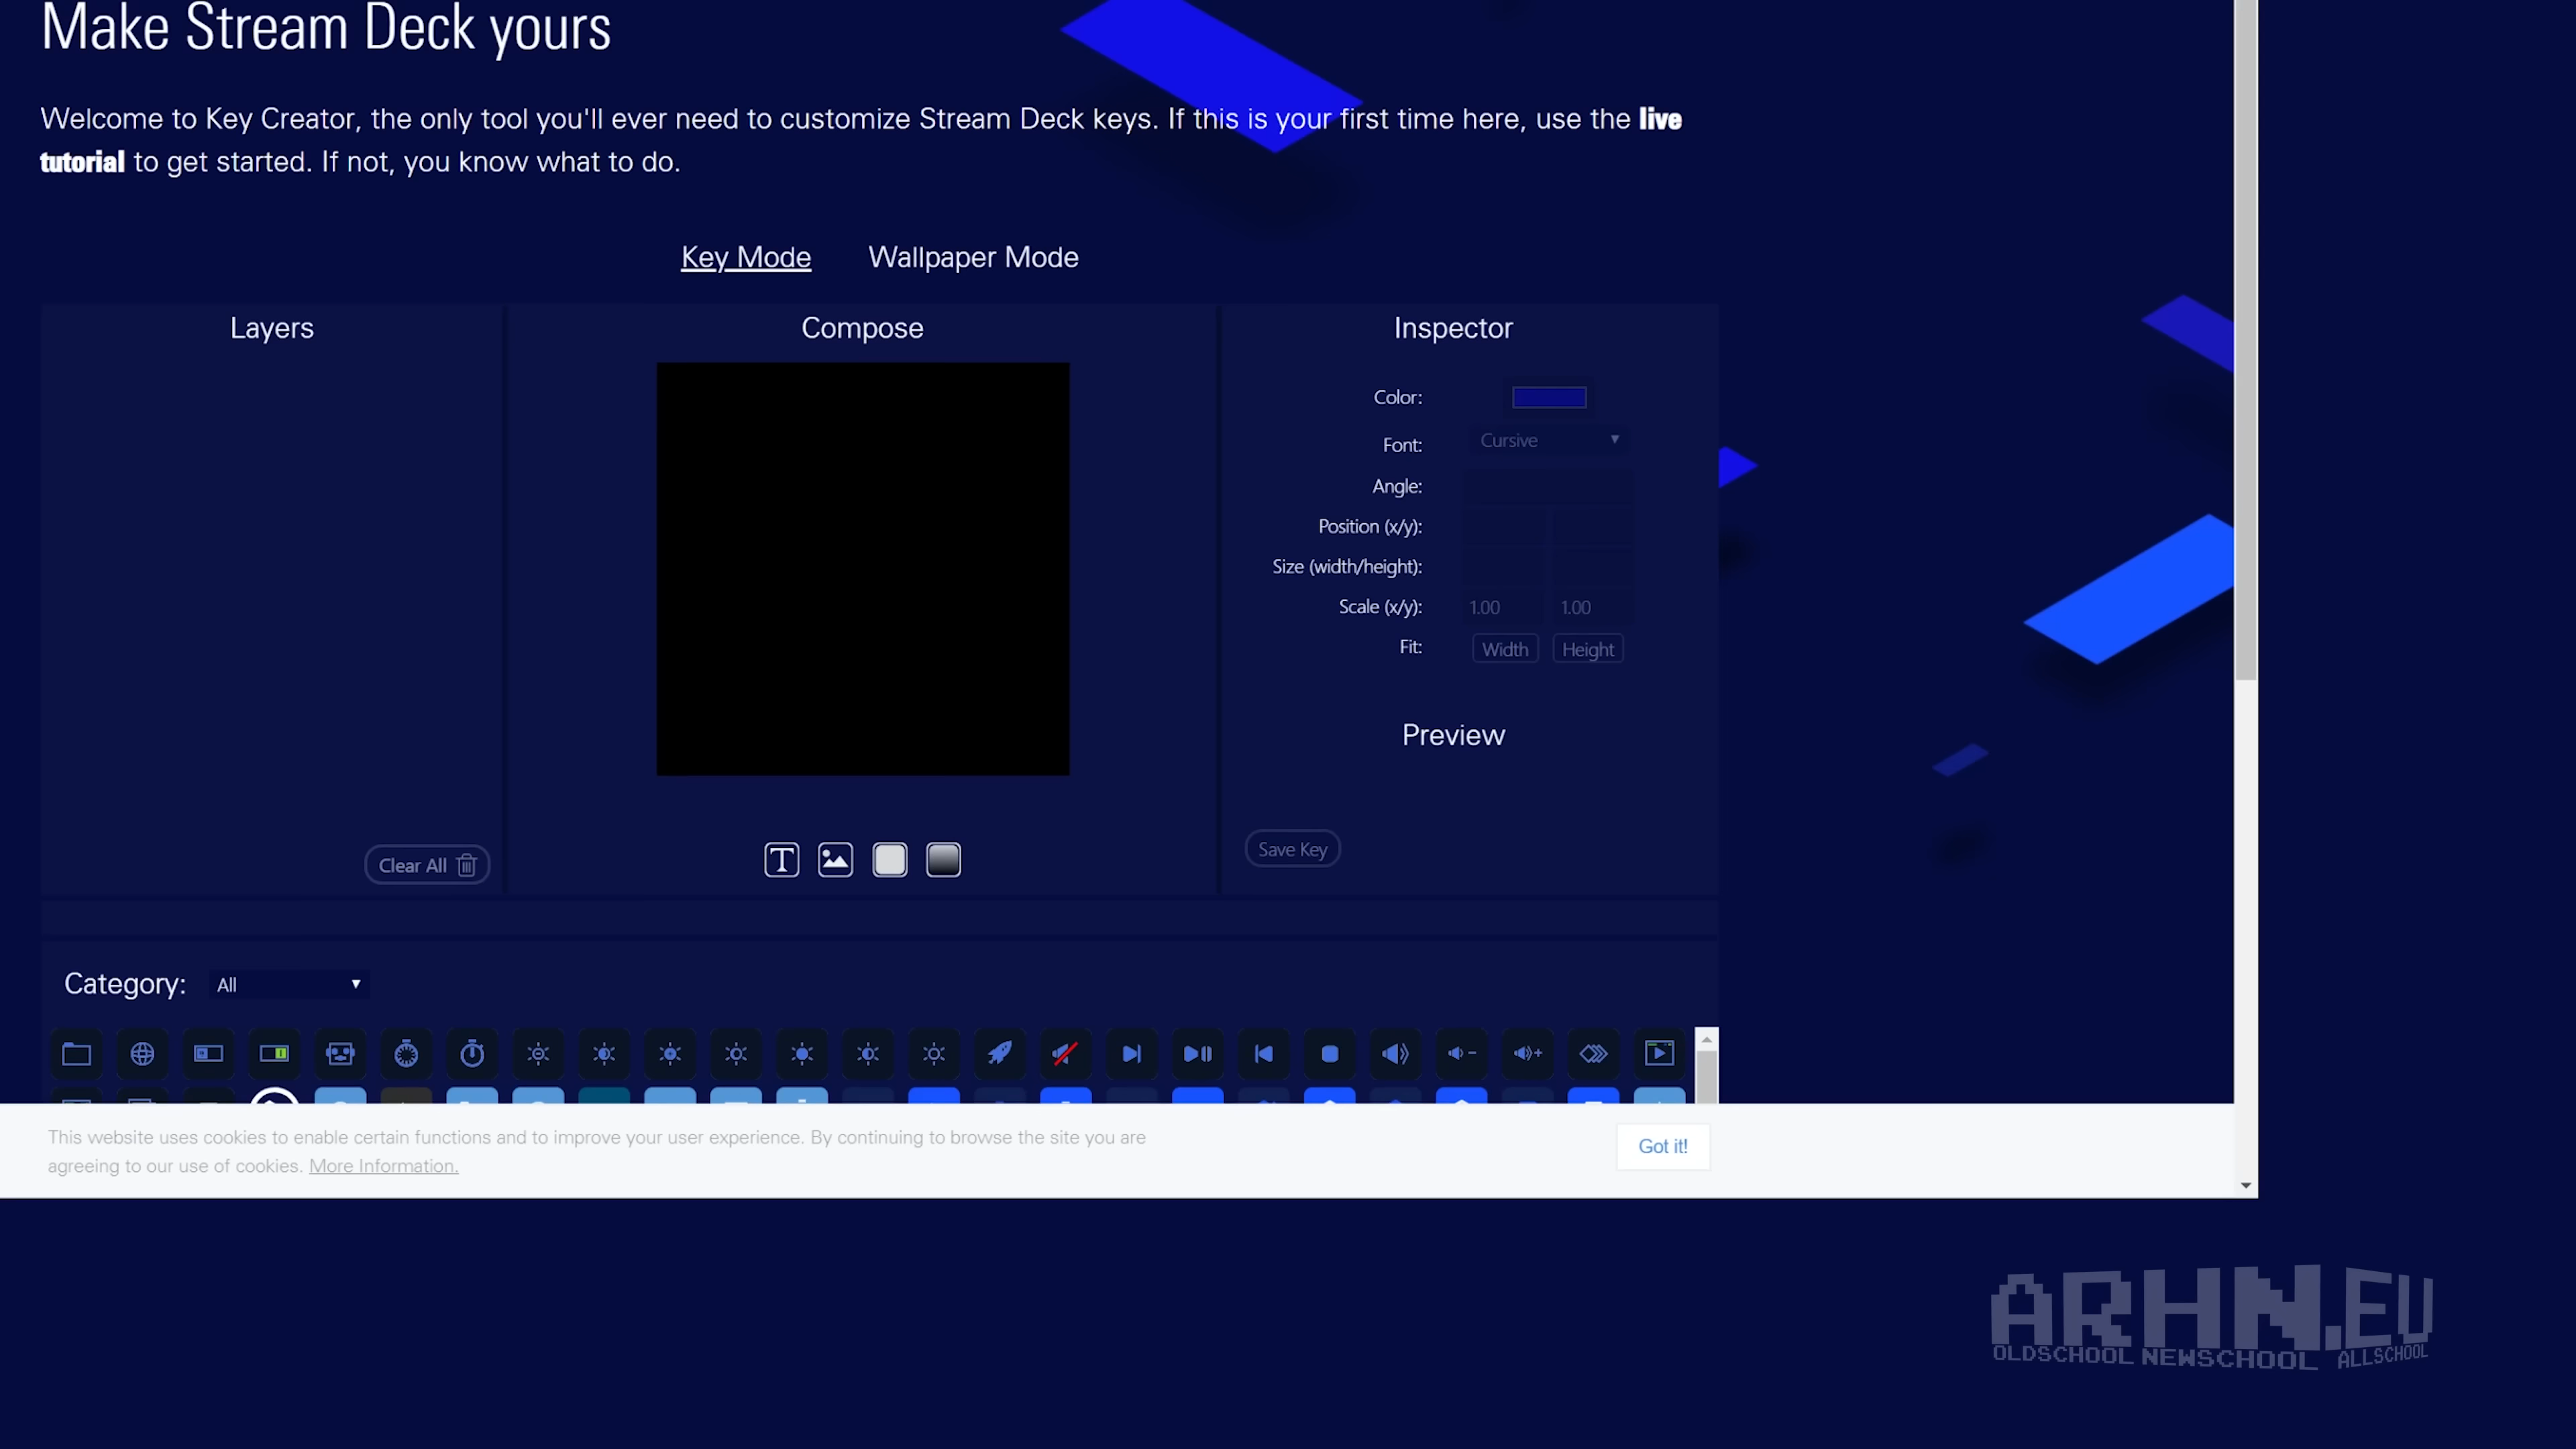 Make Stream Deck yours
Welcome to Key Creator, the only tool you'll ever need to customize Stream Deck keys. If this is your first time here, use the live
tutorial to get started. If not, you know what to do.
Key Mode Wallpaper Mode
Layers
Clear All
Compose
T
Inspector
Color:
Font: Cursive
Angle:
Position (x/y):
Size (width/height):
Scale (x/y): 1.00 1.00
Fit: Width Height
Preview
Save Key
Category: All
This website uses cookies to enable certain functions and to improve your user experience. By continuing to browse the site you are
agreeing to our use of cookies. More Information.
Got it!
ARHN.EU
OLDSCHOOL NEWSCHOOL ALLSCHOOL